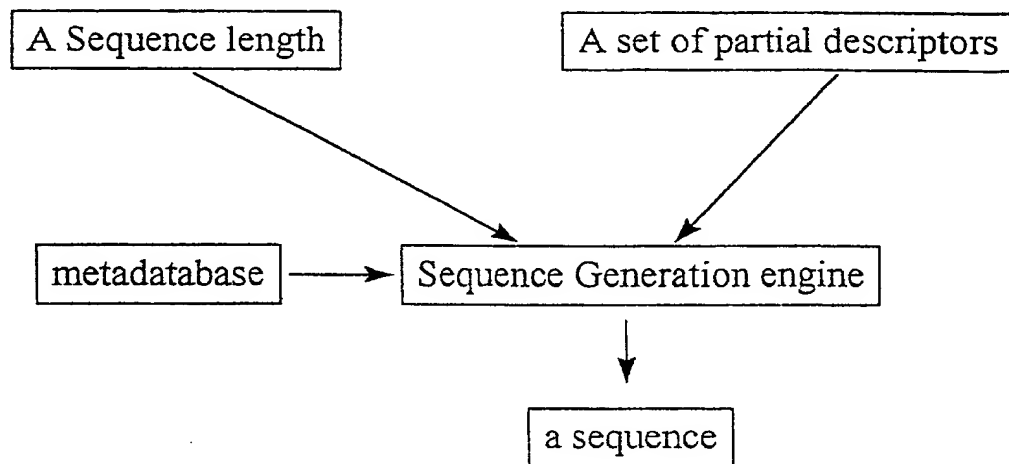 A Sequence length
A set of partial descriptors
metadatabase
Sequence Generation engine
a sequence